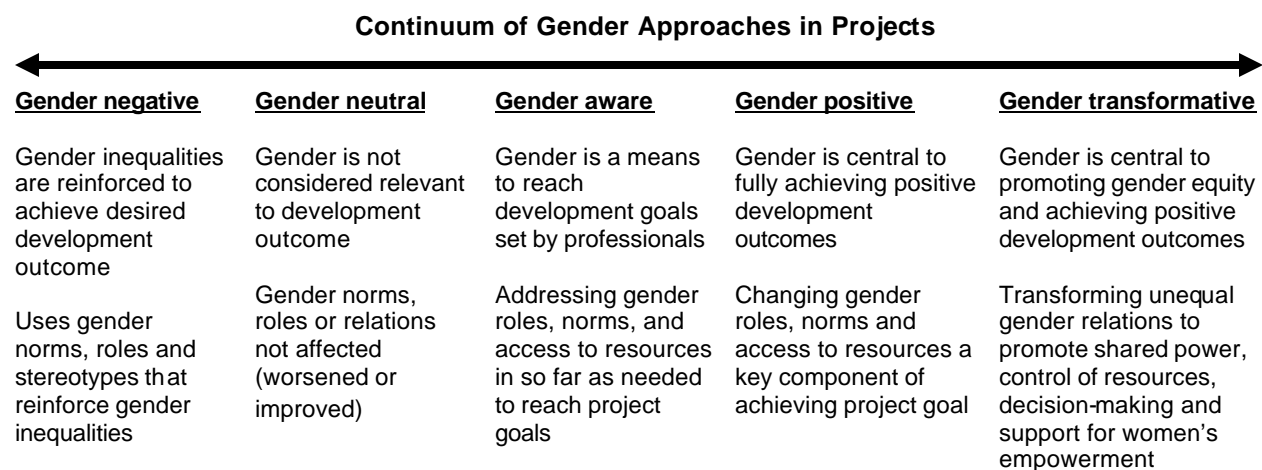 Continuum of Gender Approaches in Projects
Gender negative
Gender inequalities
are reinforced to
achieve desired
development
outcome
Uses gender
norms, roles and
stereotypes that
reinforce gender
inequalities
Gender neutral
Gender is not
considered relevant
to development
outcome
Gender norms,
roles or relations
not affected
(worsened or
improved)
Gender aware
Gender is a means
to reach
development goals
set by professionals
Addressing gender
roles, norms, and
access to resources
in so far as needed
to reach project
goals
Gender positive
Gender is central to
fully achieving positive
development
outcomes
Changing gender
roles, norms and
access to resources a
key component of
achieving project goal
Gender transformative
Gender is central to
promoting gender equity
and achieving positive
development outcomes
Transforming unequal
gender relations to
promote shared power,
control of resources,
decision-making and
support for women's
empowerment